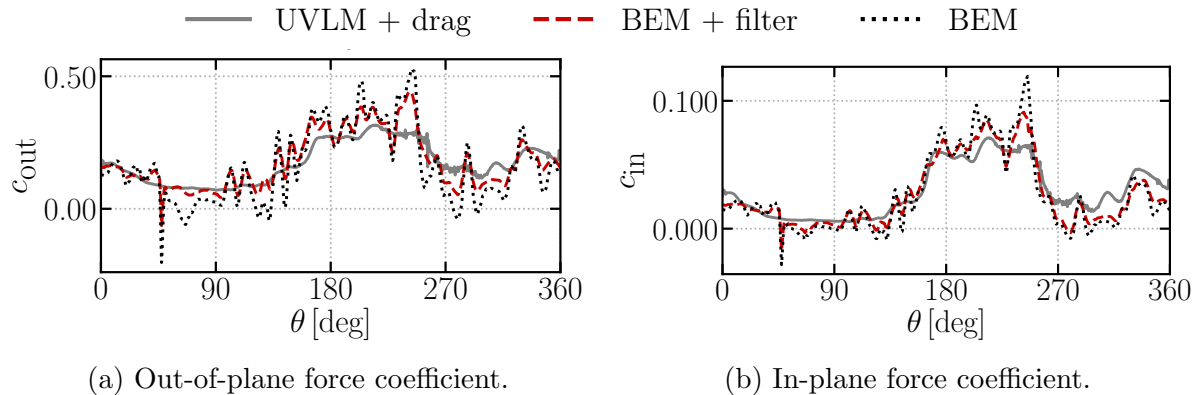 UVLM + drag BEM + filter BEM
0.50
0.00
c_out
0 90 180 270 360
θ [deg]
(a) Out-of-plane force coefficient.
0.100
0.000
c_in
0 90 180 270 360
θ [deg]
(b) In-plane force coefficient.